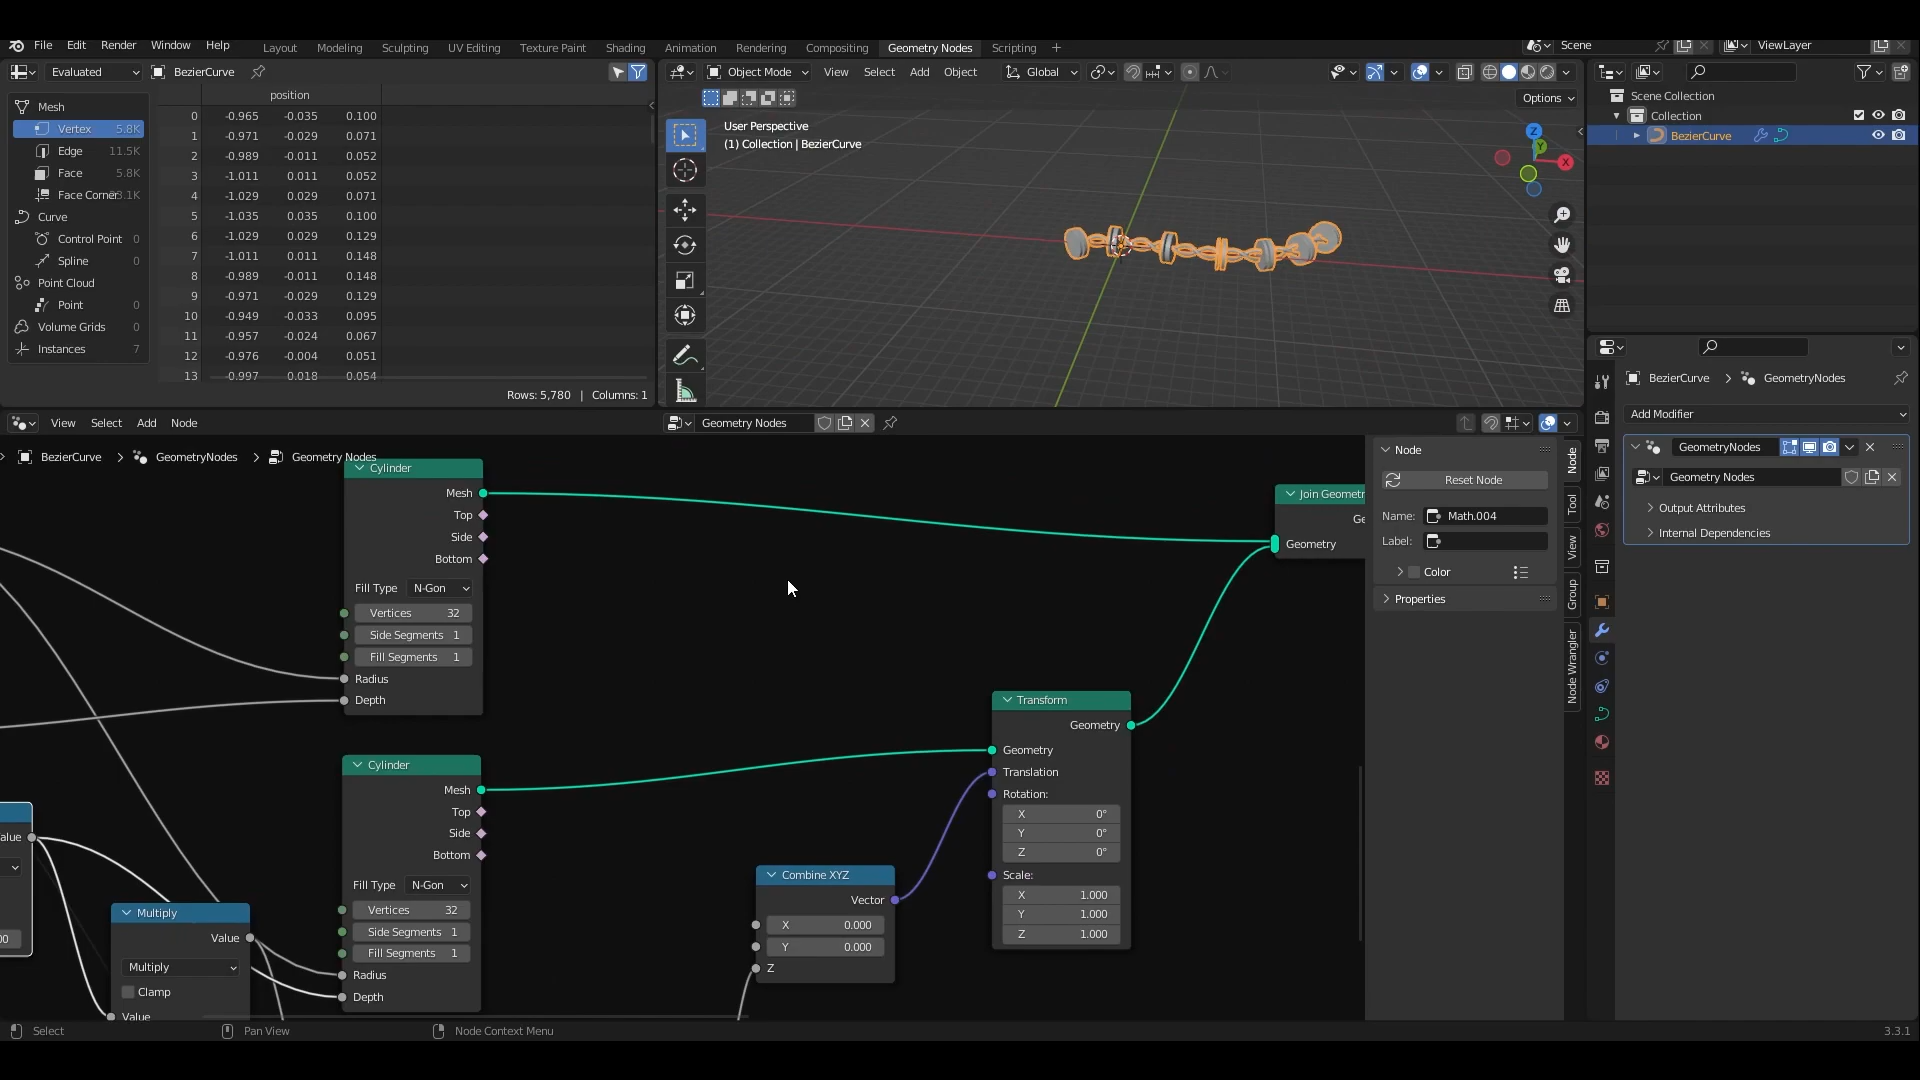 File Edit Render Window Help Layout Modeling Sculpting UV Editing Texture Paint Shading Animation Rendering Compositing Geometry Nodes Scripting + Scene ViewLayer
Evaluated BezierCurve
Object Mode View Select Add Object Global
Mesh
Vertex 5.8K
Edge 11.5K
Face 5.8K
Face Corner
Curve
Control Point 0
Spline 0
Point Cloud
Point 0
Volume Grids 0
Instances 7
position
0 -0.965 -0.035 0.100
1 -0.971 -0.029 0.071
2 -0.989 -0.011 0.052
3 -1.011 0.011 0.052
4 -1.029 0.029 0.071
5 -1.035 0.035 0.100
6 -1.029 0.029 0.129
7 -1.011 0.011 0.148
8 -0.989 -0.011 0.148
9 -0.971 -0.029 0.129
10 -0.949 -0.033 0.095
11 -0.957 -0.024 0.067
12 -0.976 -0.004 0.051
13 -0.997 0.018 0.054
Rows: 5,780 | Columns: 1
Options
User Perspective
(1) Collection | BezierCurve
Z
Y
X
Scene Collection
Collection
BezierCurve
BezierCurve > GeometryNodes
Add Modifier
GeometryNodes
Geometry Nodes
Output Attributes
Internal Dependencies
View Select Add Node Geometry Nodes
BezierCurve > GeometryNodes > Geometry Nodes
Cylinder
Mesh
Top
Side
Bottom
Fill Type N-Gon
Vertices 32
Side Segments 1
Fill Segments 1
Radius
Depth
Cylinder
Mesh
Top
Side
Bottom
Fill Type N-Gon
Vertices 32
Side Segments 1
Fill Segments 1
Radius
Depth
Multiply
Value
Multiply
Clamp
Value
Combine XYZ
Vector
X 0.000
Y 0.000
Z
Transform
Geometry
Geometry
Translation
Rotation:
X 0°
Y 0°
Z 0°
Scale:
X 1.000
Y 1.000
Z 1.000
Join Geometr
Ge
Geometry
Node
Reset Node
Name: Math.004
Label:
Color
Properties
Node
Tool
View
Group
Node Wrangler
Select Pan View Node Context Menu 3.3.1